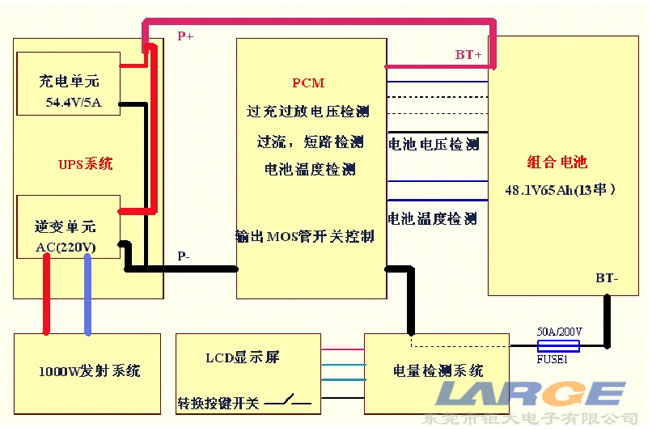 P+
BT+
充电单元
54.4V/5A
UPS系统
逆变单元
AC(220V)
P-
PCM
过充过放电压检测
过流，短路检测
电池温度检测
输出MOS管开关控制
电池电压检测
电池温度检测
组合电池
48.1V65Ah(13串)
BT-
1000W发射系统
LCD显示屏
转换按键开关
电量检测系统
50A/200V
FUSE1
LARGE
东莞市钜大电子有限公司